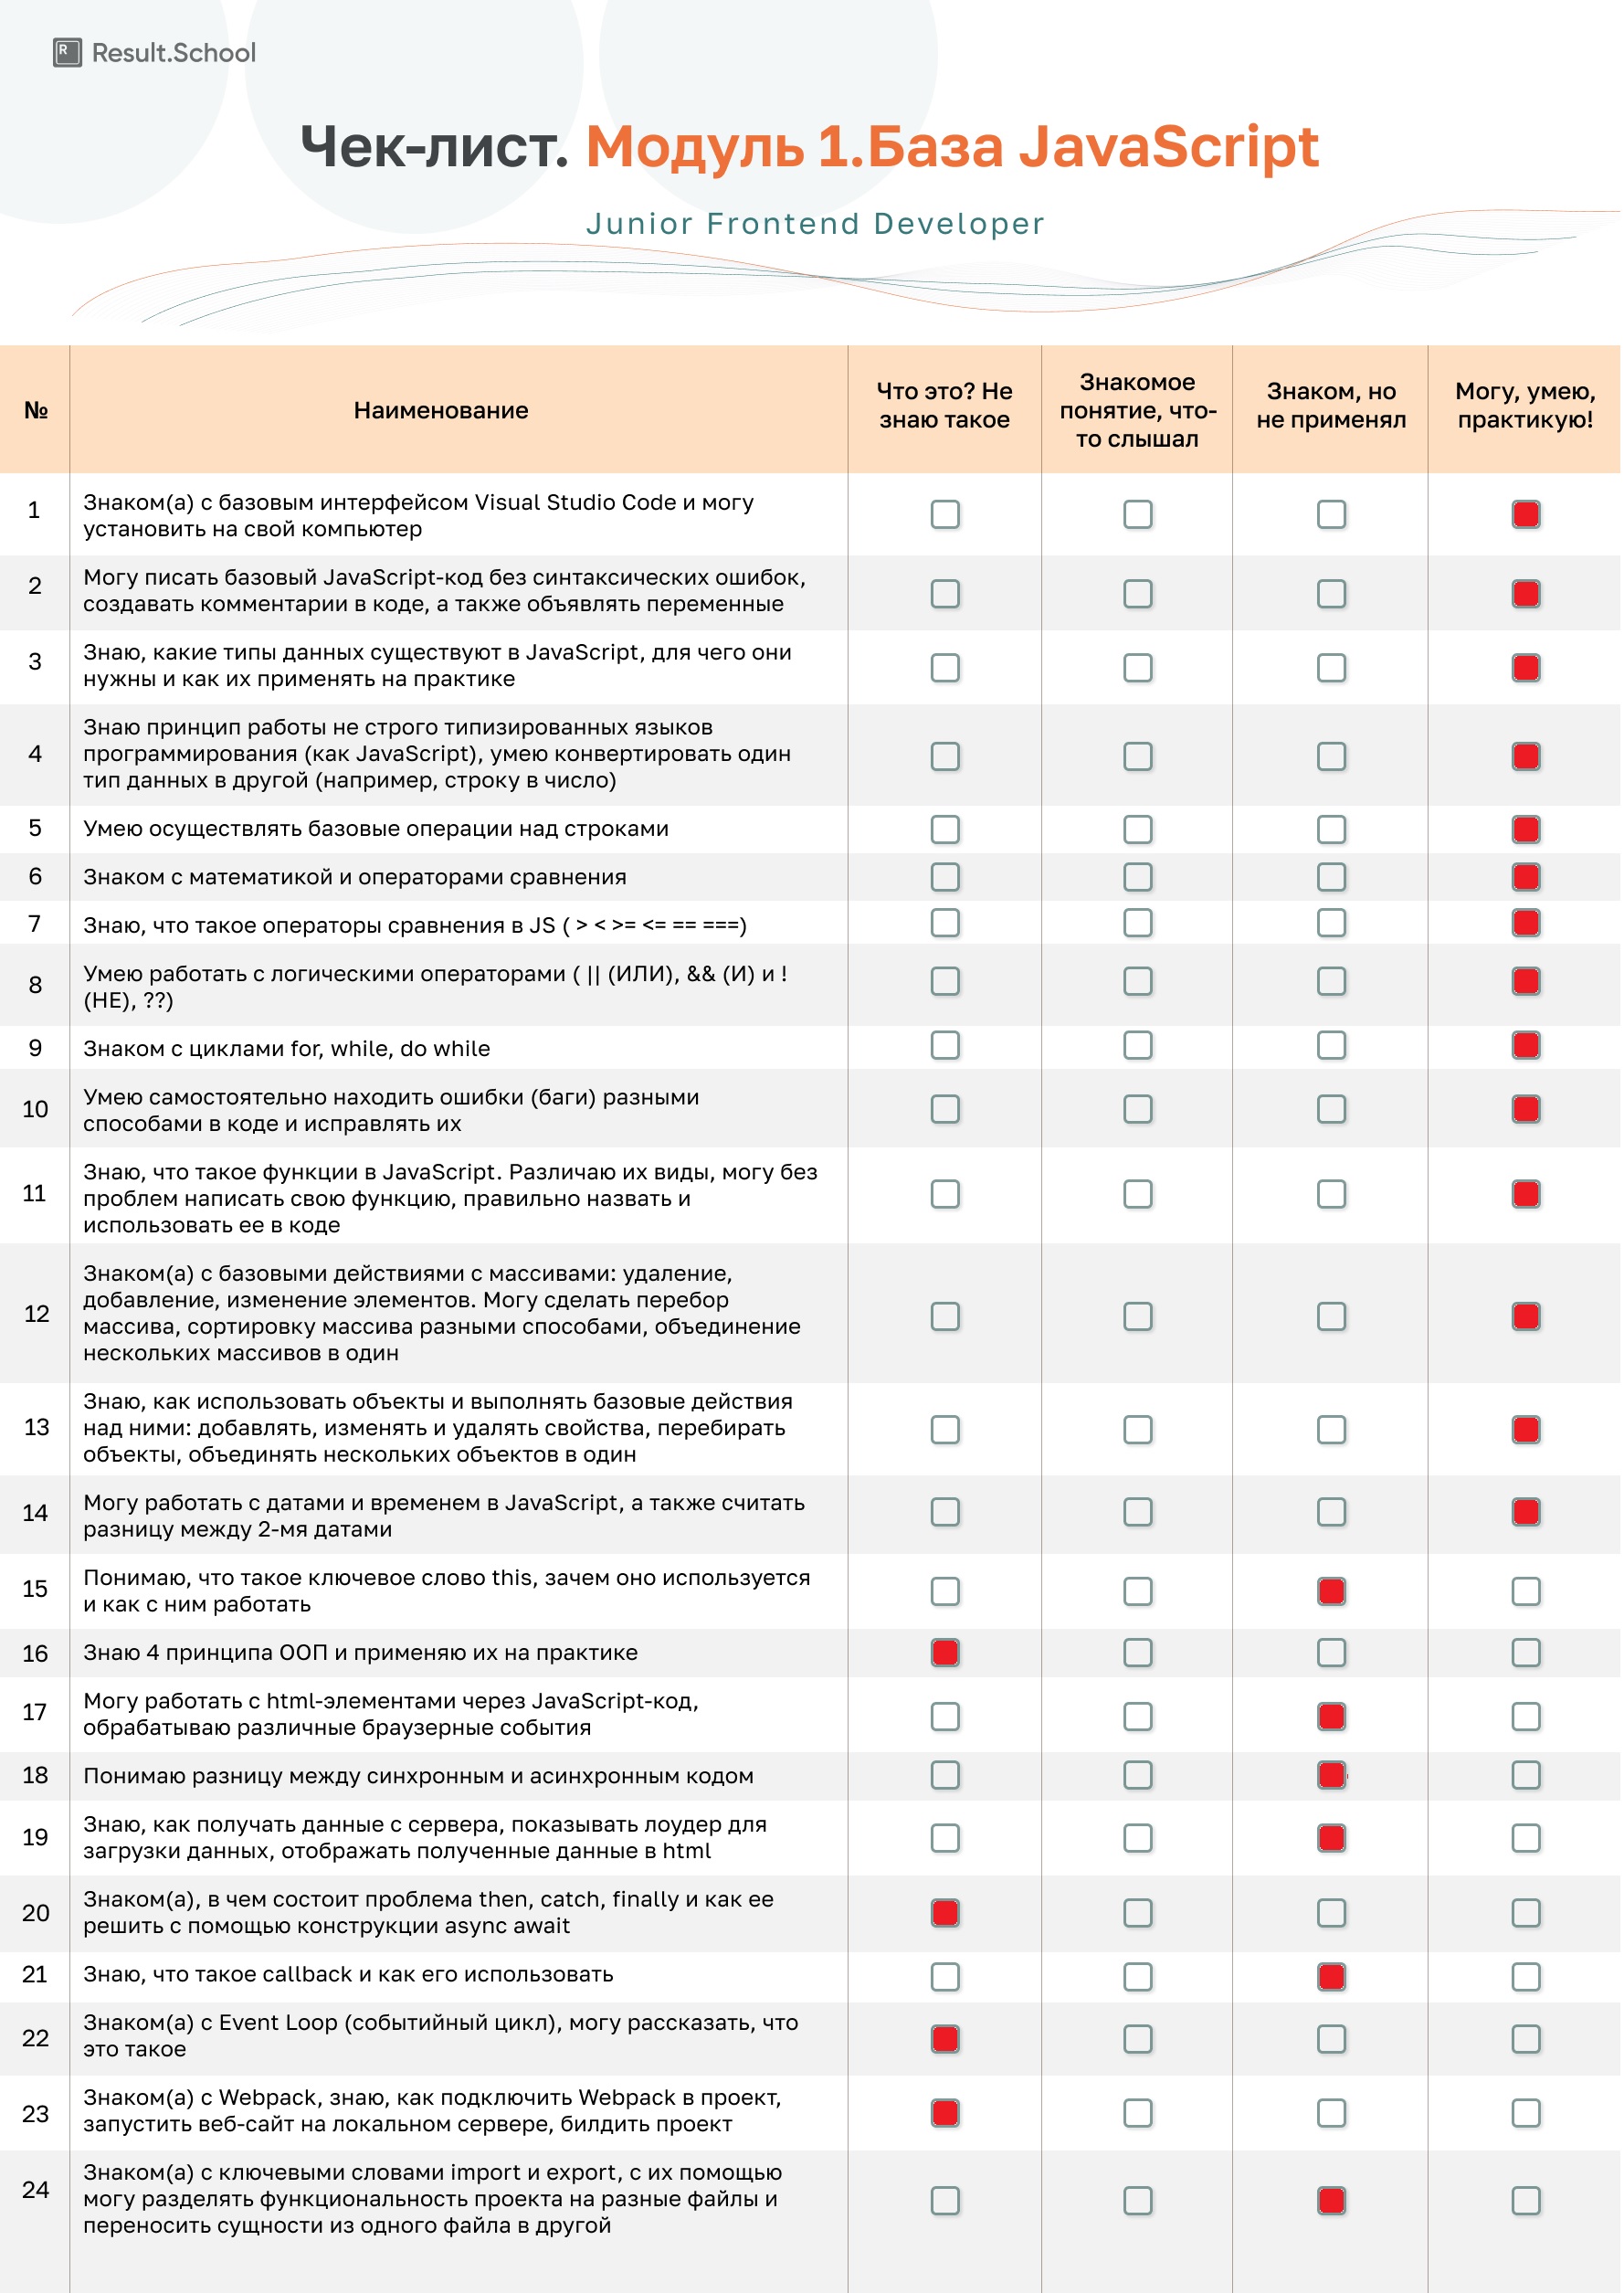 R Result.School
Чек-лист. Модуль 1.База JavaScript
Junior Frontend Developer
№
Наименование
Что это? Не
знаю такое
Знакомое
понятие, что-
то слышал
Знаком, но
не применял
Могу, умею,
практикую!
1
Знаком(а) с базовым интерфейсом Visual Studio Code и могу
установить на свой компьютер
2
Могу писать базовый JavaScript-код без синтаксических ошибок,
создавать комментарии в коде, а также объявлять переменные
3
Знаю, какие типы данных существуют в JavaScript, для чего они
нужны и как их применять на практике
4
Знаю принцип работы не строго типизированных языков
программирования (как JavaScript), умею конвертировать один
тип данных в другой (например, строку в число)
5
Умею осуществлять базовые операции над строками
6
Знаком с математикой и операторами сравнения
7
Знаю, что такое операторы сравнения в JS ( > < >= <= == ===)
8
Умею работать с логическими операторами ( || (ИЛИ), && (И) и !
(НЕ), ??)
9
Знаком с циклами for, while, do while
10
Умею самостоятельно находить ошибки (баги) разными
способами в коде и исправлять их
11
Знаю, что такое функции в JavaScript. Различаю их виды, могу без
проблем написать свою функцию, правильно назвать и
использовать ее в коде
12
Знаком(а) с базовыми действиями с массивами: удаление,
добавление, изменение элементов. Могу сделать перебор
массива, сортировку массива разными способами, объединение
нескольких массивов в один
13
Знаю, как использовать объекты и выполнять базовые действия
над ними: добавлять, изменять и удалять свойства, перебирать
объекты, объединять нескольких объектов в один
14
Могу работать с датами и временем в JavaScript, а также считать
разницу между 2-мя датами
15
Понимаю, что такое ключевое слово this, зачем оно используется
и как с ним работать
16
Знаю 4 принципа ООП и применяю их на практике
17
Могу работать с html-элементами через JavaScript-код,
обрабатываю различные браузерные события
18
Понимаю разницу между синхронным и асинхронным кодом
19
Знаю, как получать данные с сервера, показывать лоудер для
загрузки данных, отображать полученные данные в html
20
Знаком(а), в чем состоит проблема then, catch, finally и как ее
решить с помощью конструкции async await
21
Знаю, что такое callback и как его использовать
22
Знаком(а) с Event Loop (событийный цикл), могу рассказать, что
это такое
23
Знаком(а) с Webpack, знаю, как подключить Webpack в проект,
запустить веб-сайт на локальном сервере, билдить проект
24
Знаком(а) с ключевыми словами import и export, с их помощью
могу разделять функциональность проекта на разные файлы и
переносить сущности из одного файла в другой